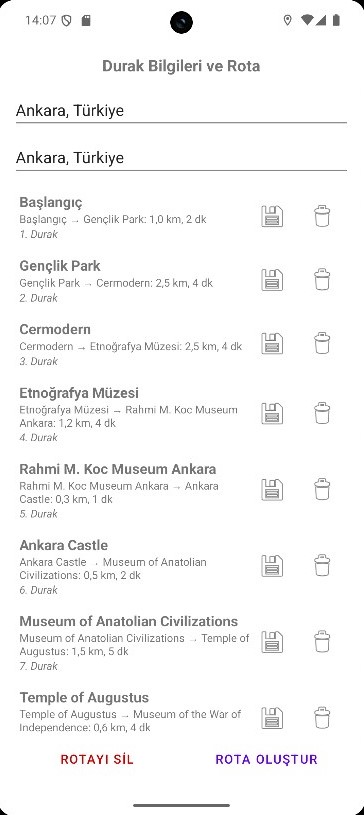 14:07
Durak Bilgileri ve Rota
Ankara, Türkiye
Ankara, Türkiye
Başlangıç
Başlangıç → Gençlik Park: 1,0 km, 2 dk
1. Durak
Gençlik Park
Gençlik Park → Cermodern: 2,5 km, 4 dk
2. Durak
Cermodern
Cermodern → Etnoğrafya Müzesi: 2,5 km, 4 dk
3. Durak
Etnoğrafya Müzesi
Etnoğrafya Müzesi → Rahmi M. Koc Museum
Ankara: 1,2 km, 4 dk
4. Durak
Rahmi M. Koc Museum Ankara
Rahmi M. Koc Museum Ankara → Ankara
Castle: 0,3 km, 1 dk
5. Durak
Ankara Castle
Ankara Castle → Museum of Anatolian
Civilizations: 0,5 km, 2 dk
6. Durak
Museum of Anatolian Civilizations
Museum of Anatolian Civilizations → Temple of
Augustus: 1,5 km, 5 dk
7. Durak
Temple of Augustus
Temple of Augustus → Museum of the War of
Independence: 0,6 km, 4 dk
ROTAYI SİL
ROTA OLUŞTUR